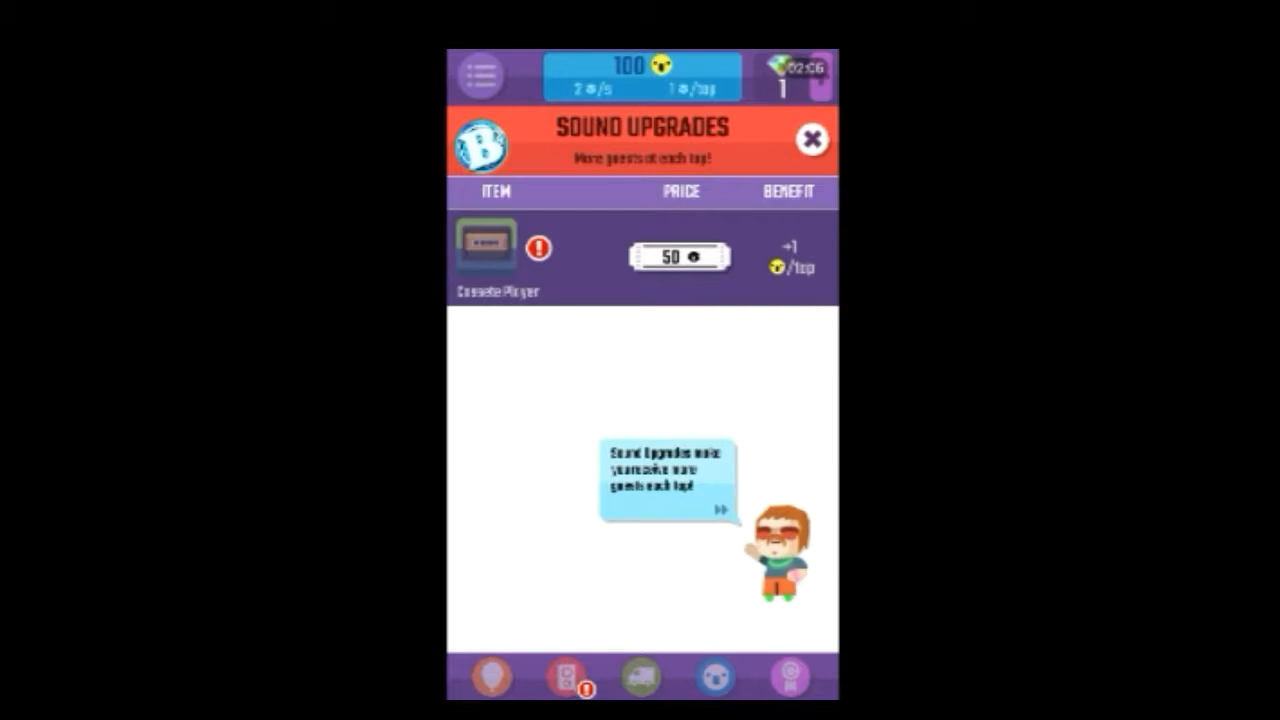 100
02:06
2 /s 1 /tap
1
B
SOUND UPGRADES
More guests at each tap!
ITEM PRICE BENEFIT
50
+1
/tap
Cassete Player
Sound Upgrades make
you receive more
guests each tap!